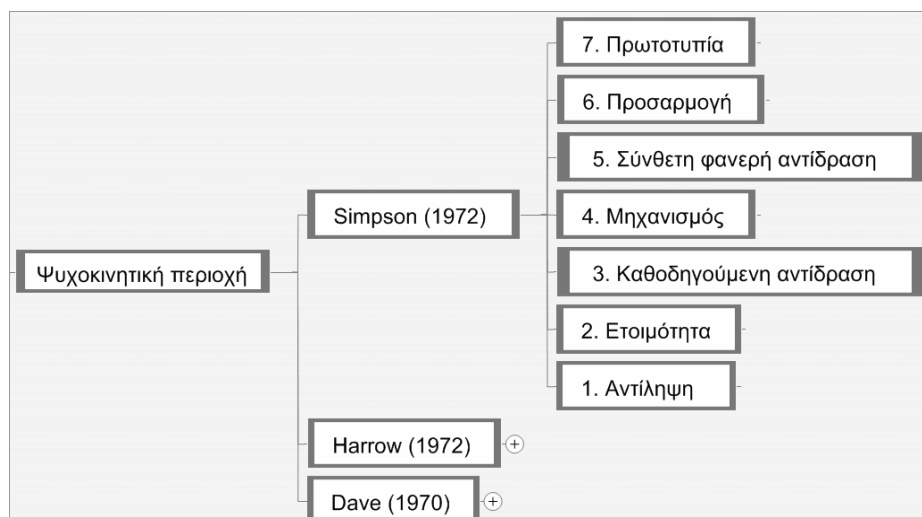 Ψυχοκινητική περιοχή
Simpson (1972)
7. Πρωτοτυπία
6. Προσαρμογή
5. Σύνθετη φανερή αντίδραση
4. Μηχανισμός
3. Καθοδηγούμενη αντίδραση
2. Ετοιμότητα
1. Αντίληψη
Harrow (1972)
Dave (1970)